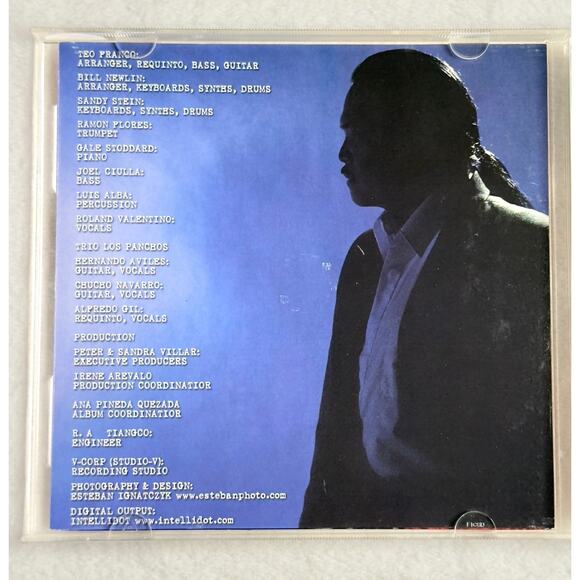 TEO FRANCO:
ARRANGER, REQUINTO, BASS, GUITAR
BILL NEWLIN:
ARRANGER, KEYBOARDS, SYNTHS, DRUMS
SANDY STEIN:
KEYBOARDS, SYNTHS, DRUMS
RAMON FLORES:
TRUMPET
GALE STODDARD:
PIANO
JOEL CIULLA:
BASS
LUIS ALBA:
PERCUSSION
ROLAND VALENTINO:
VOCALS
TRIO LOS PANCHOS
HERNANDO AVILES:
GUITAR, VOCALS
CHUCHO NAVARRO:
GUITAR, VOCALS
ALFREDO GIL:
REQUINTO, VOCALS
PRODUCTION
PETER & SANDRA VILLAR:
EXECUTIVE PRODUCERS
IRENE AREVALO
PRODUCTION COORDINATIOR
ANA PINEDA QUEZADA
ALBUM COORDINATIOR
R. A TIANGCO:
ENGINEER
V-CORP (STUDIO-V):
RECORDING STUDIO
PHOTOGRAPHY & DESIGN:
ESTEBAN IGNATCZYK www.estebanphoto.com
DIGITAL OUTPUT:
INTELLIDOT www.intellidot.com